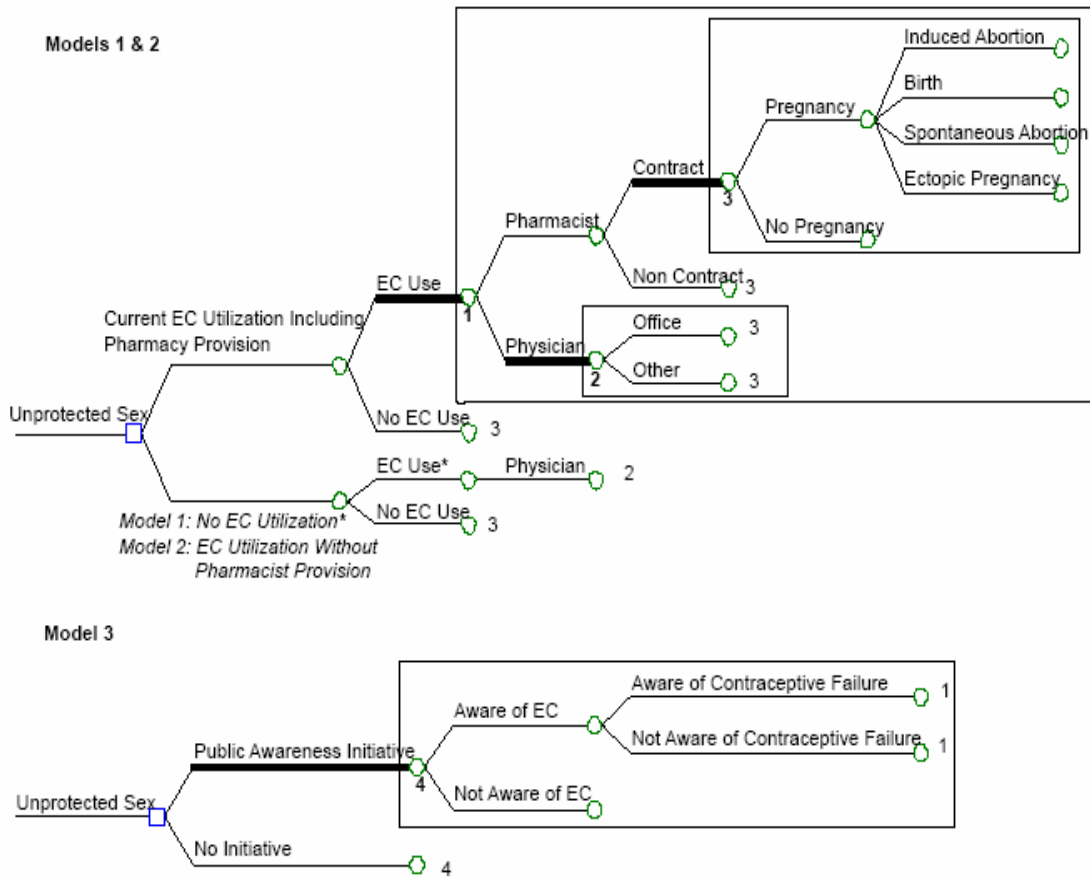 Models 1 & 2
Induced Abortion
Birth
Pregnancy
Spontaneous Abortion
Contract
Ectopic Pregnancy
3
Pharmacist
No Pregnancy
EC Use
Non Contract
3
1
Current EC Utilization Including
Pharmacy Provision
Office
3
Physician
2
Other
3
Unprotected Sex
No EC Use
3
EC Use*
Physician
2
No EC Use
3
Model 1: No EC Utilization*
Model 2: EC Utilization Without
Pharmacist Provision
Model 3
Aware of Contraceptive Failure
1
Aware of EC
Not Aware of Contraceptive Failure
1
Public Awareness Initiative
4
Not Aware of EC
Unprotected Sex
No Initiative
4